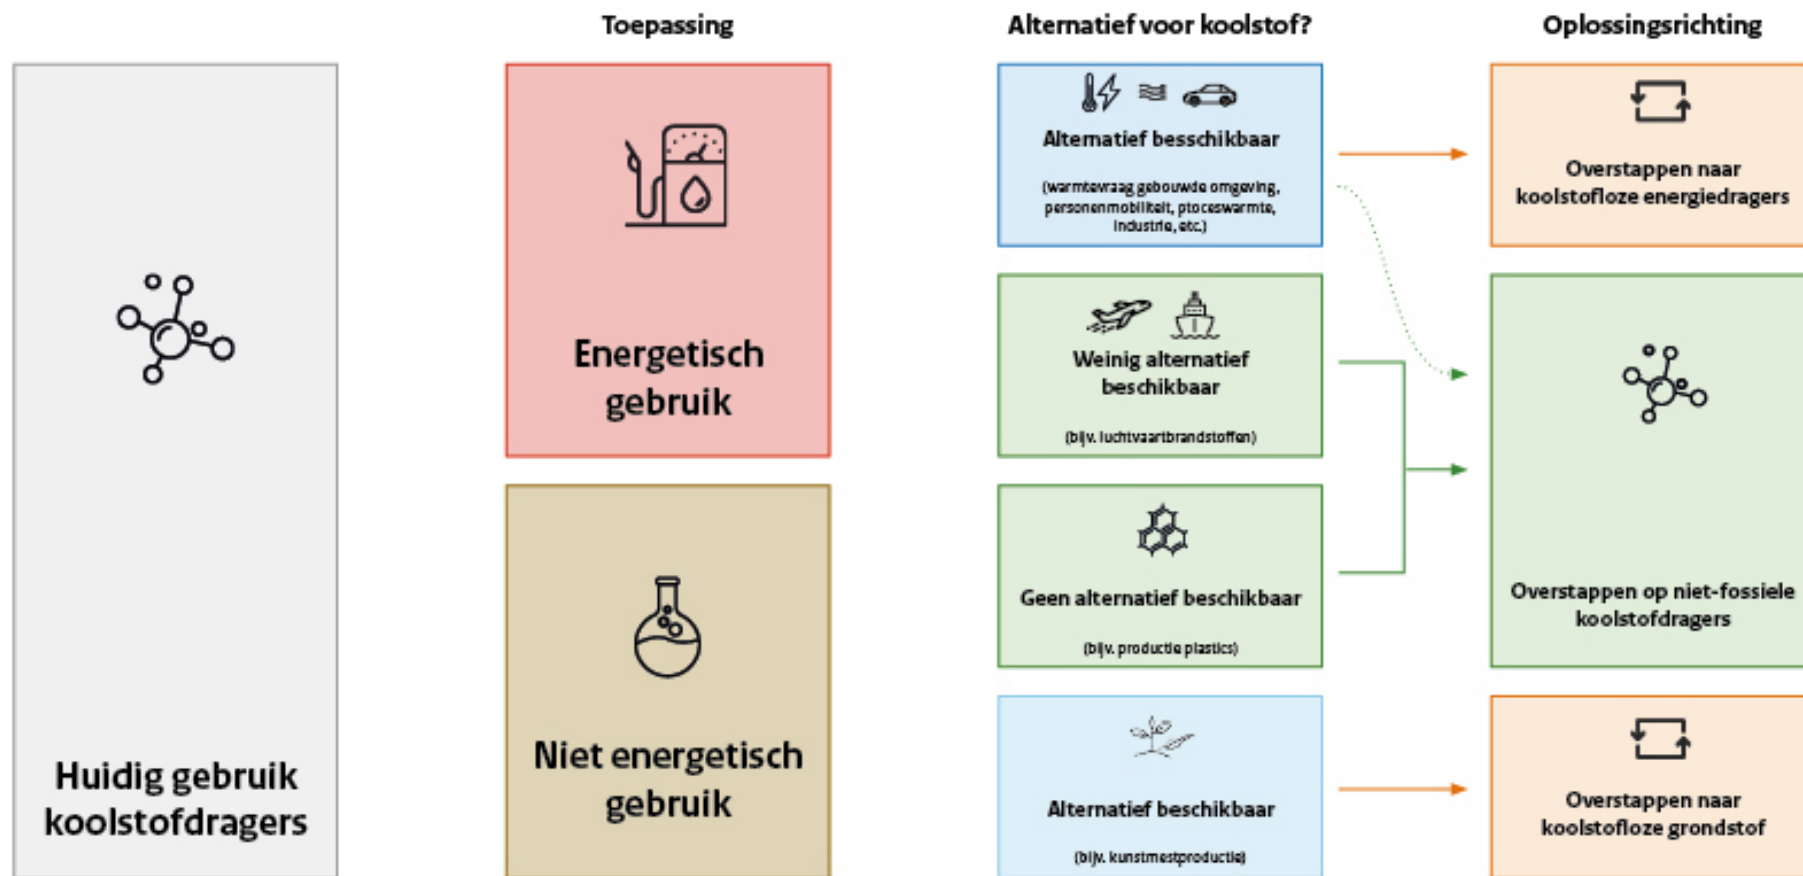 Toepassing
Alternatief voor koolstof?
Oplossingsrichting
Huidig gebruik
koolstofdragers
Energetisch
gebruik
Niet energetisch
gebruik
Alternatief besschikbaar
(warmtevraag gebouwde omgeving,
personenmobiliteit, ptoceswarmte,
industrie, etc.)
Weinig alternatief
beschikbaar
(bijv. luchtvaartbrandstoffen)
Geen alternatief beschikbaar
(bijv. productie plastics)
Alternatief beschikbaar
(bijv. kunstmestproductie)
Overstappen naar
koolstofloze energiedragers
Overstappen op niet-fossiele
koolstofdragers
Overstappen naar
koolstofloze grondstof